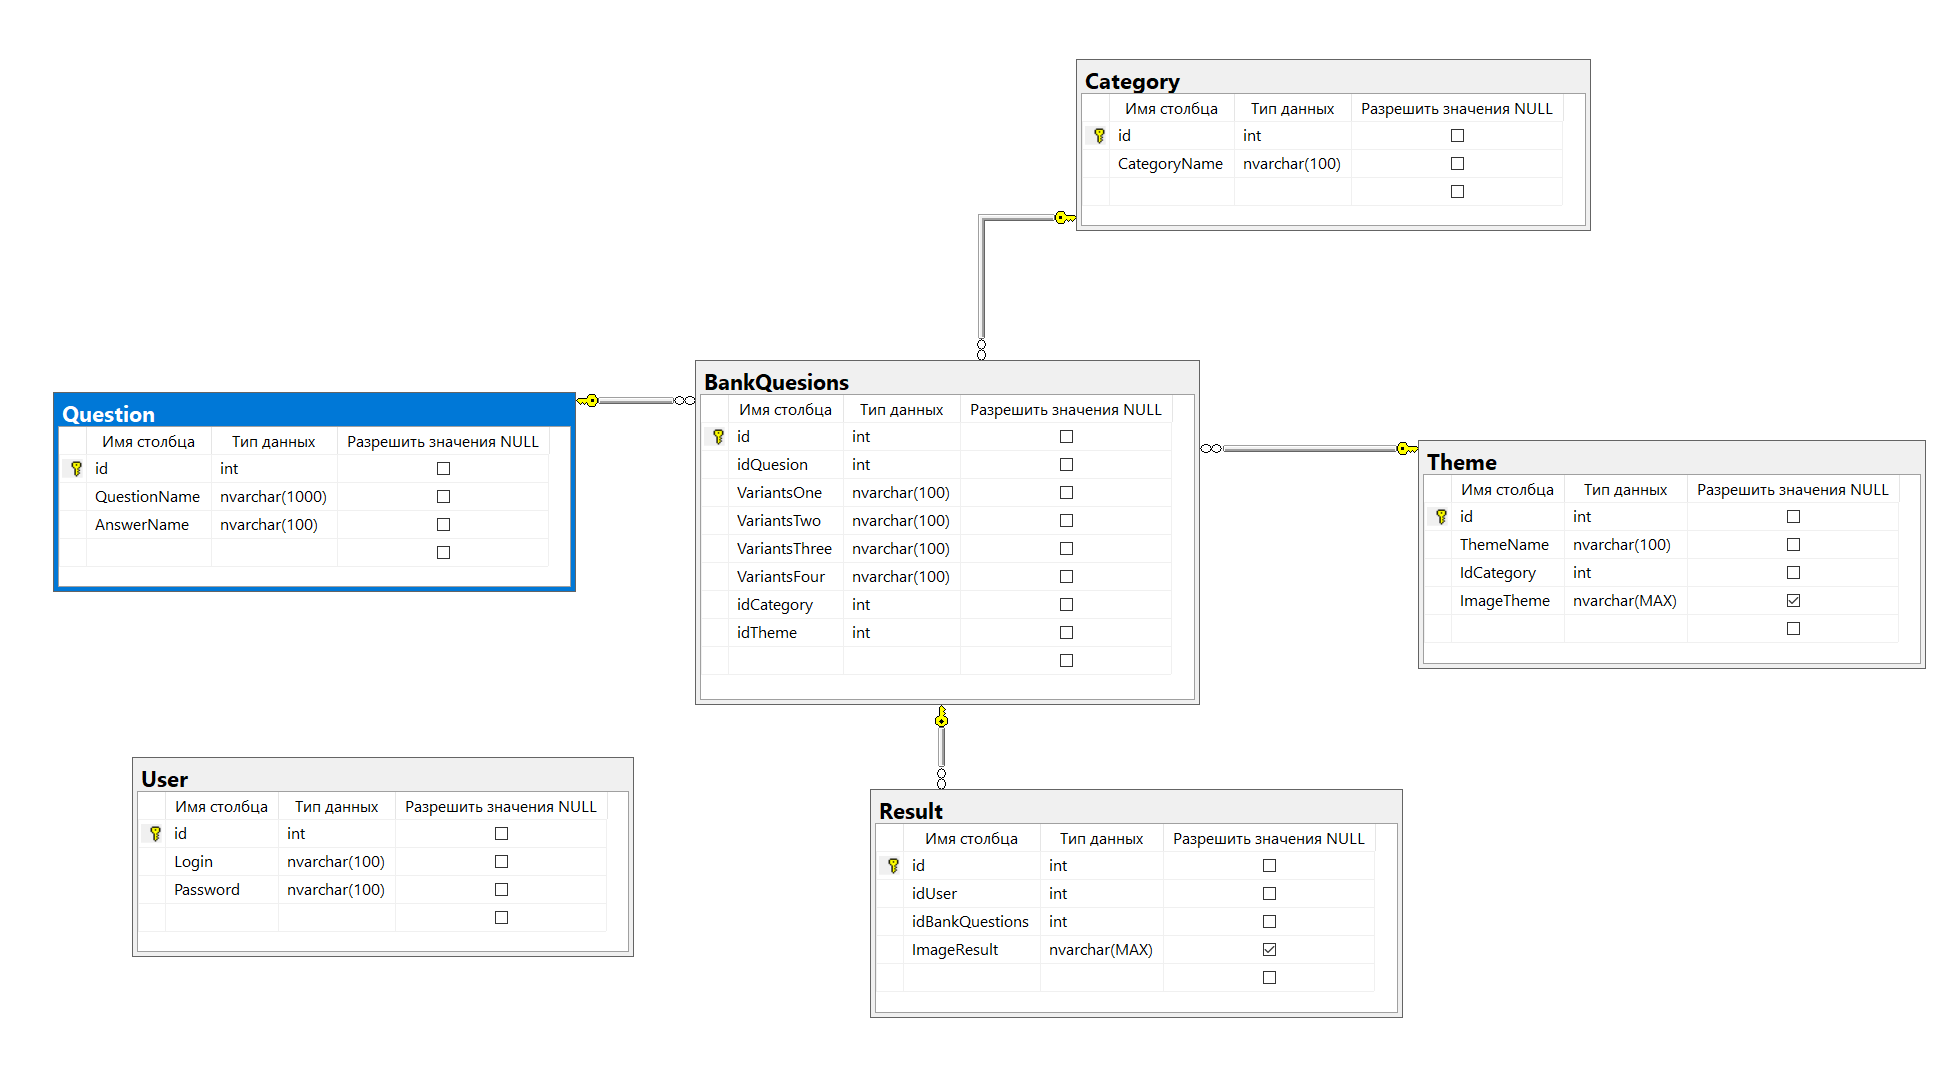 Category
Имя столбца Тип данных Разрешить значения NULL
id int
CategoryName nvarchar(100)
BankQuesions
Имя столбца Тип данных Разрешить значения NULL
id int
idQuesion int
VariantsOne nvarchar(100)
VariantsTwo nvarchar(100)
VariantsThree nvarchar(100)
VariantsFour nvarchar(100)
idCategory int
idTheme int
Question
Имя столбца Тип данных Разрешить значения NULL
id int
QuestionName nvarchar(1000)
AnswerName nvarchar(100)
Theme
Имя столбца Тип данных Разрешить значения NULL
id int
ThemeName nvarchar(100)
IdCategory int
ImageTheme nvarchar(MAX)
User
Имя столбца Тип данных Разрешить значения NULL
id int
Login nvarchar(100)
Password nvarchar(100)
Result
Имя столбца Тип данных Разрешить значения NULL
id int
idUser int
idBankQuestions int
ImageResult nvarchar(MAX)